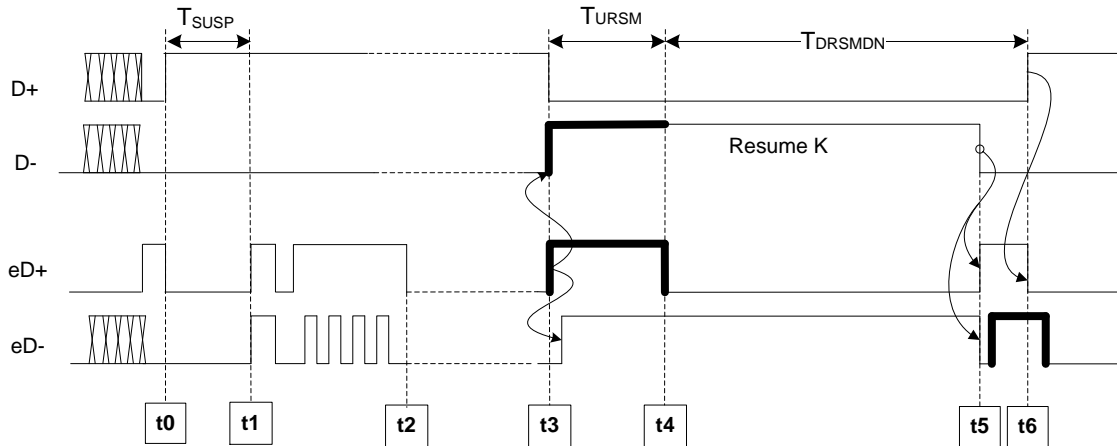 TSUSP
TURSM
TDRSMDN
D+
D-
Resume K
eD+
eD-
t0
t1
t2
t3
t4
t5
t6